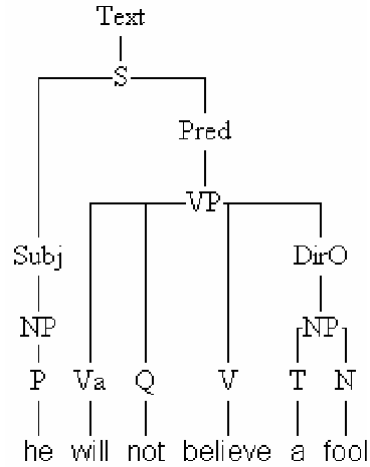 Text
S
Pred
VP
Subj DirO
NP NP
P Va Q V T N
he will not believe a fool